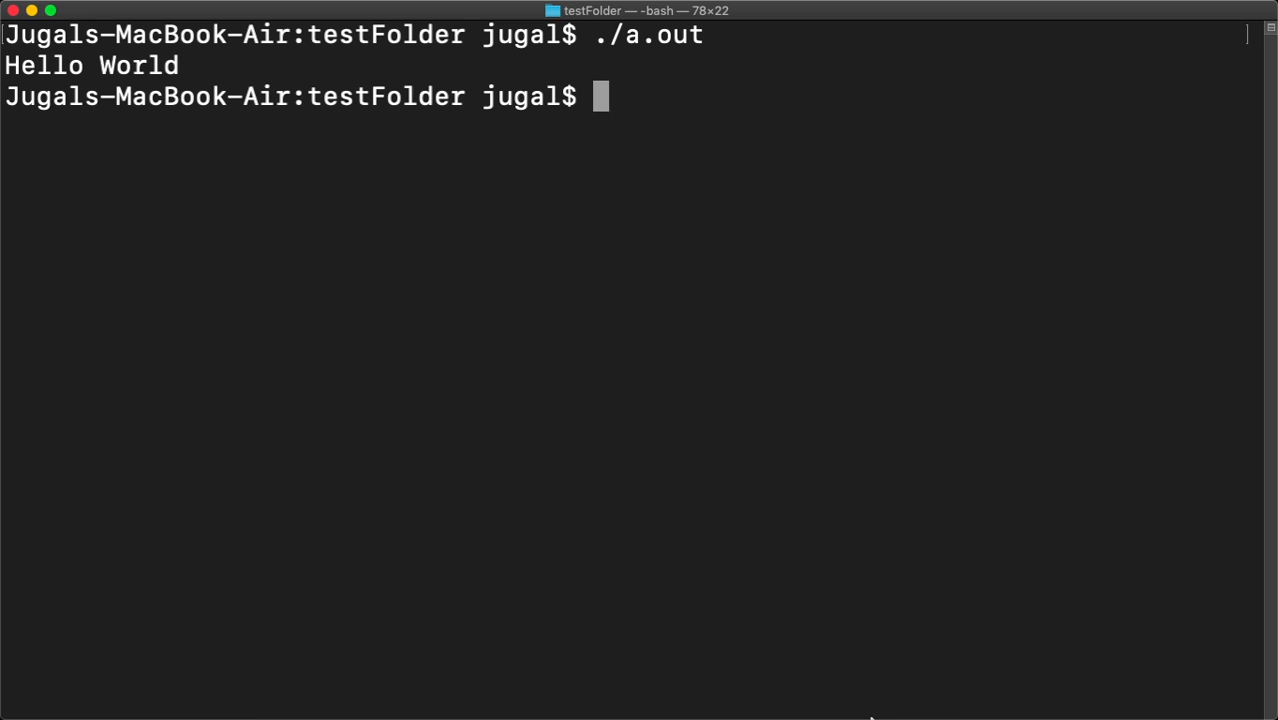 testFolder — -bash — 78×22
Jugals-MacBook-Air:testFolder jugal$ ./a.out
Hello World
Jugals-MacBook-Air:testFolder jugal$